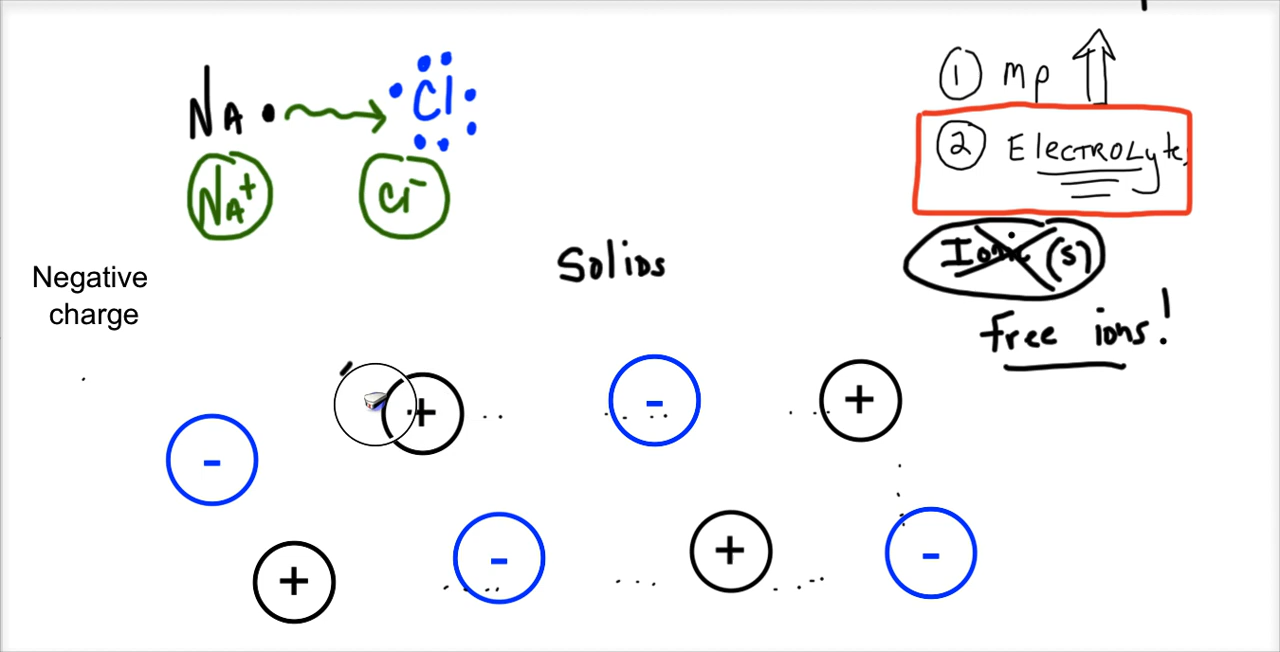 NA • → Cl
NA⁺ Cl⁻
① mp ↑
② ELECTROLyte
Ionic (s)
free ions!
Solids
Negative
charge
- + - +
+ - + -